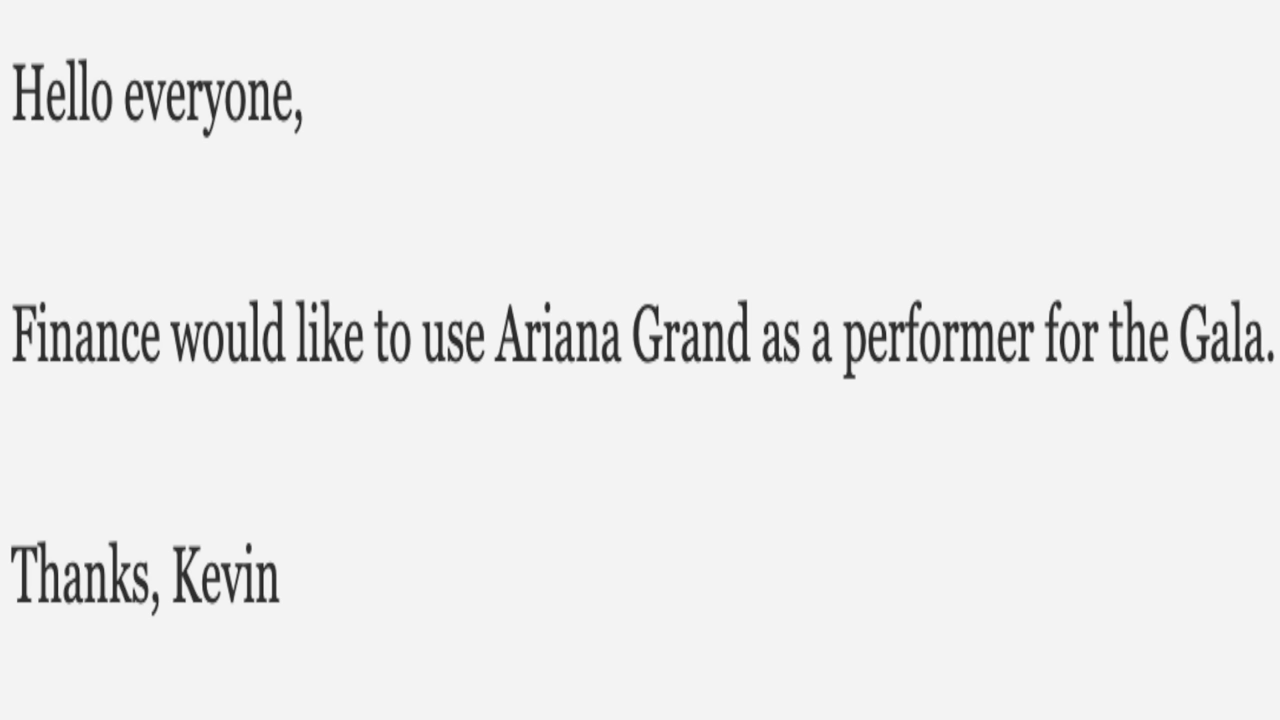 Hello everyone,
Finance would like to use Ariana Grand as a performer for the Gala.
Thanks, Kevin